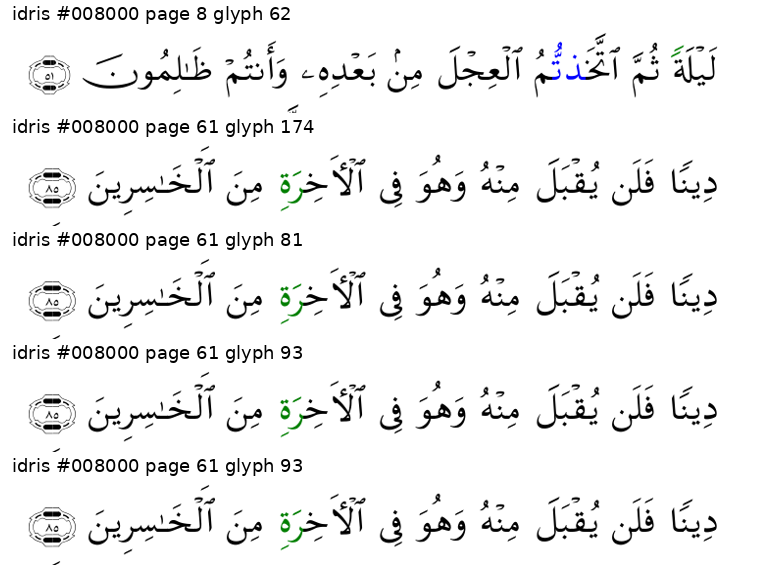 idris #008000 page 8 glyph 62
لَيْلَةً ثُمَّ ٱتَّخَذتُّمُ ٱلْعِجْلَ مِنۢ بَعْدِهِۦ وَأَنتُمْ ظَـٰلِمُونَ ٥١
idris #008000 page 61 glyph 174
دِينًا فَلَن يُقْبَلَ مِنْهُ وَهُوَ فِى ٱلْأَخِرَةِ مِنَ ٱلْخَـٰسِرِينَ ٨٥
idris #008000 page 61 glyph 81
دِينًا فَلَن يُقْبَلَ مِنْهُ وَهُوَ فِى ٱلْأَخِرَةِ مِنَ ٱلْخَـٰسِرِينَ ٨٥
idris #008000 page 61 glyph 93
دِينًا فَلَن يُقْبَلَ مِنْهُ وَهُوَ فِى ٱلْأَخِرَةِ مِنَ ٱلْخَـٰسِرِينَ ٨٥
idris #008000 page 61 glyph 93
دِينًا فَلَن يُقْبَلَ مِنْهُ وَهُوَ فِى ٱلْأَخِرَةِ مِنَ ٱلْخَـٰسِرِينَ ٨٥